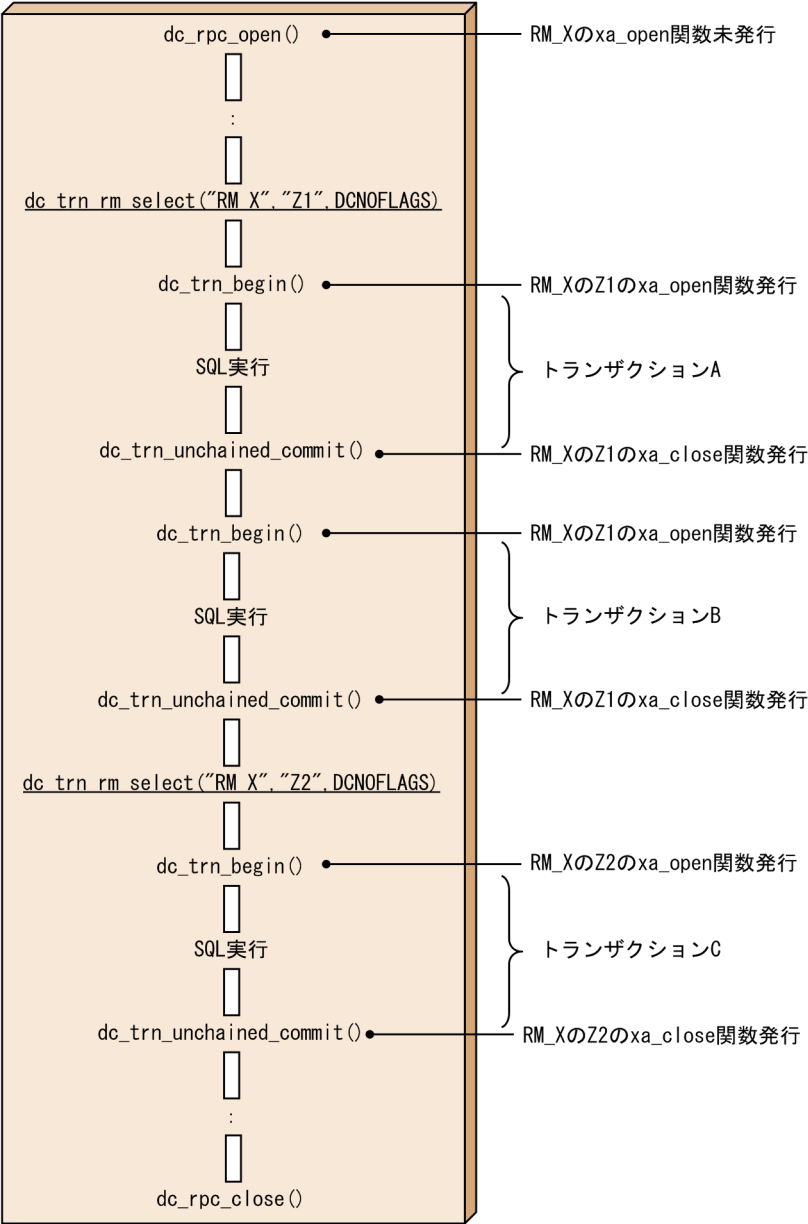 dc_rpc_open()
RM_Xのxa_open関数未発行
:
dc_trn_rm_select("RM_X","Z1",DCNOFLAGS)
dc_trn_begin()
RM_XのZ1のxa_open関数発行
SQL実行
トランザクションA
dc_trn_unchained_commit()
RM_XのZ1のxa_close関数発行
dc_trn_begin()
RM_XのZ1のxa_open関数発行
SQL実行
トランザクションB
dc_trn_unchained_commit()
RM_XのZ1のxa_close関数発行
dc_trn_rm_select("RM_X","Z2",DCNOFLAGS)
dc_trn_begin()
RM_XのZ2のxa_open関数発行
SQL実行
トランザクションC
dc_trn_unchained_commit()
RM_XのZ2のxa_close関数発行
:
dc_rpc_close()